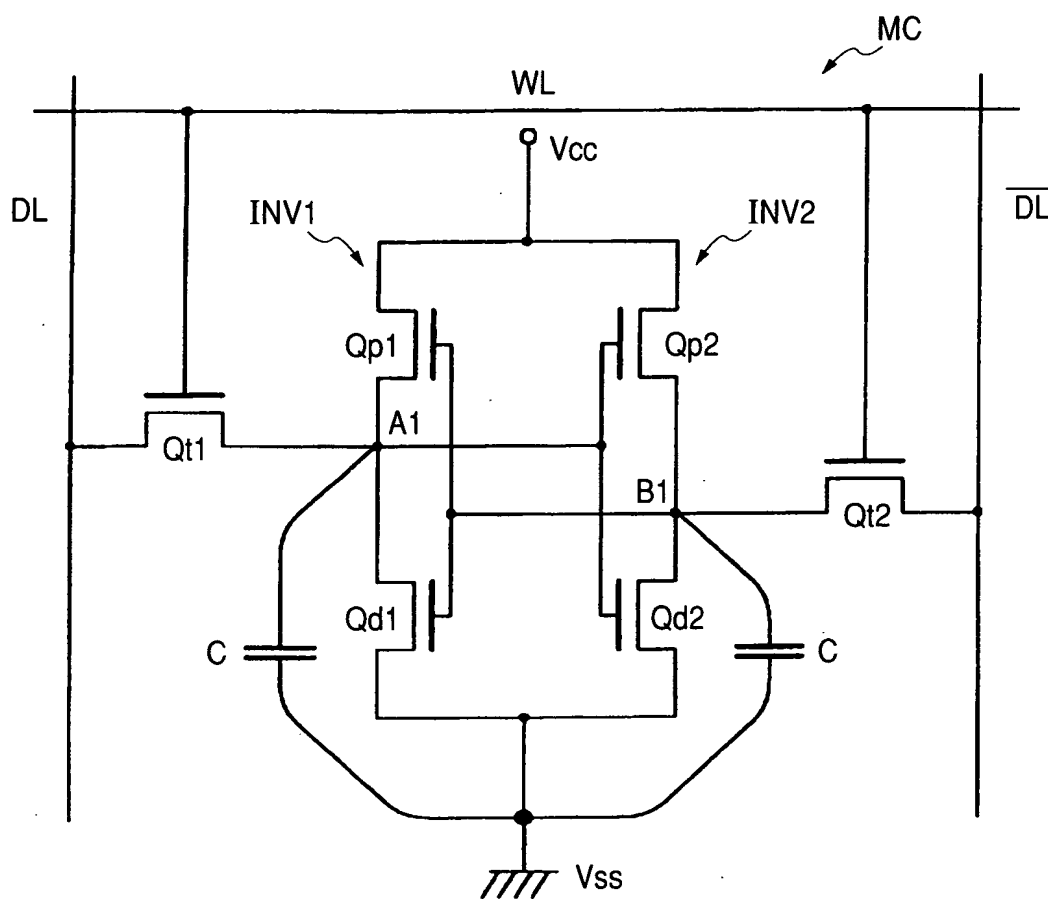 MC
WL
Vcc
DL
INV1
INV2
DL
Qp1
Qp2
A1
Qt1
B1
Qt2
Qd1
Qd2
C
C
Vss